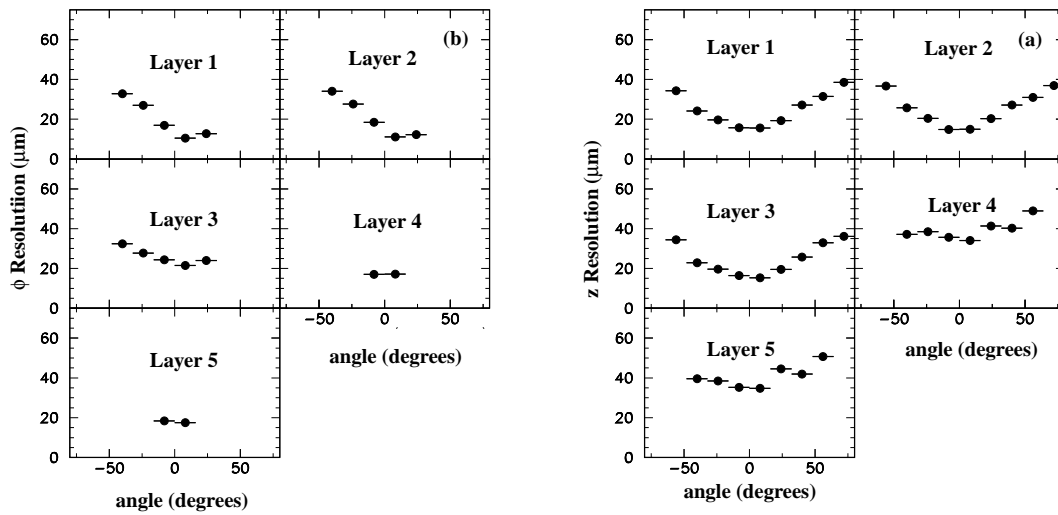 (b)
Layer 1
Layer 2
Layer 3
Layer 4
Layer 5
60
40
20
0
60
40
20
0
60
40
20
0
−50
0
50
−50
0
50
ϕ Resolutiion (μm)
angle (degrees)
angle (degrees)
(a)
Layer 1
Layer 2
Layer 3
Layer 4
Layer 5
60
40
20
0
60
40
20
0
60
40
20
0
−50
0
50
−50
0
50
z Resolution (μm)
angle (degrees)
angle (degrees)